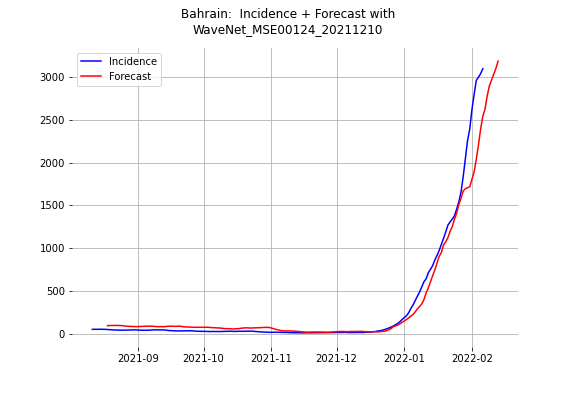 Bahrain:  Incidence + Forecast with
WaveNet_MSE00124_20211210
Incidence
Forecast
3000
2500
2000
1500
1000
500
0
2021-09 2021-10 2021-11 2021-12 2022-01 2022-02